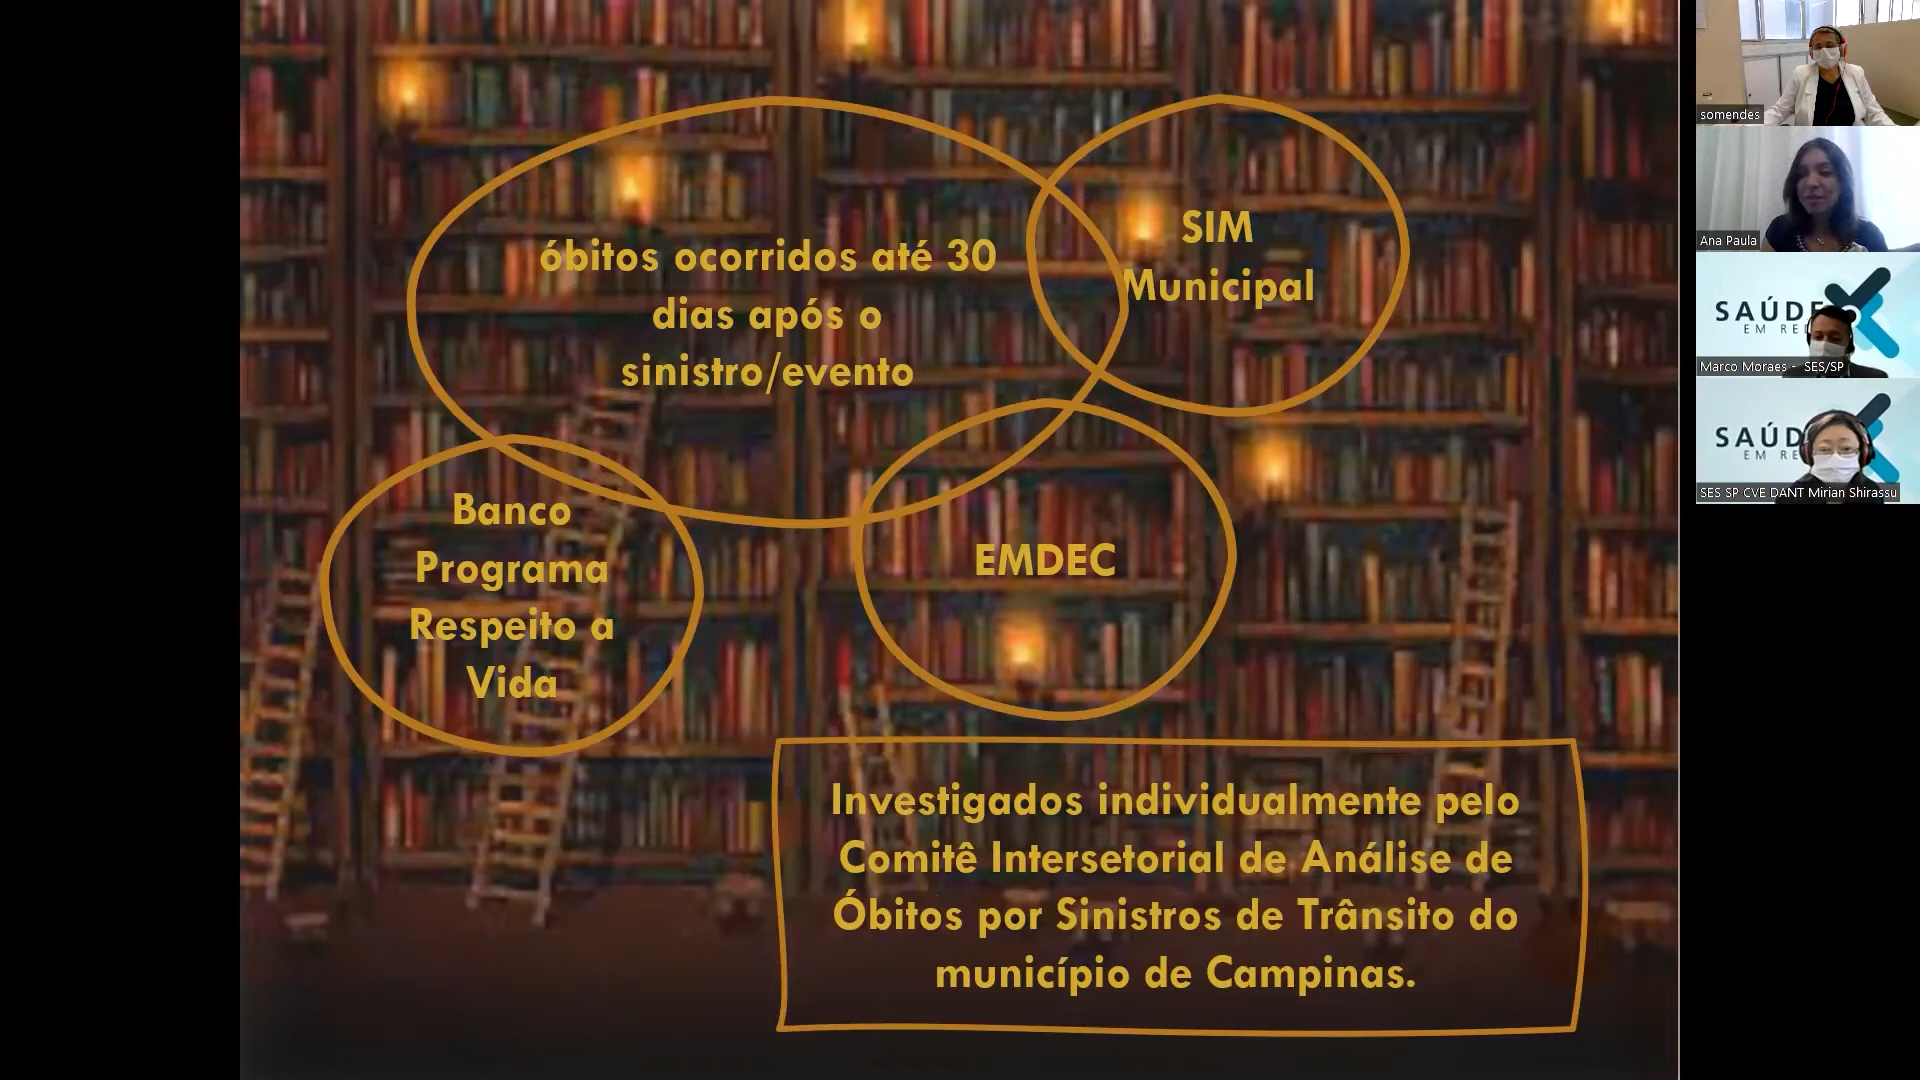 óbitos ocorridos até 30
dias após o
sinistro/evento
SIM
Municipal
Banco
Programa
Respeito a
Vida
EMDEC
Investigados individualmente pelo
Comitê Intersetorial de Análise de
Óbitos por Sinistros de Trânsito do
município de Campinas.
somendes
Ana Paula
SAÚDE
EM RED
Marco Moraes - SES/SP
SAÚD
EM RE
SES SP CVE DANT Mirian Shirassu